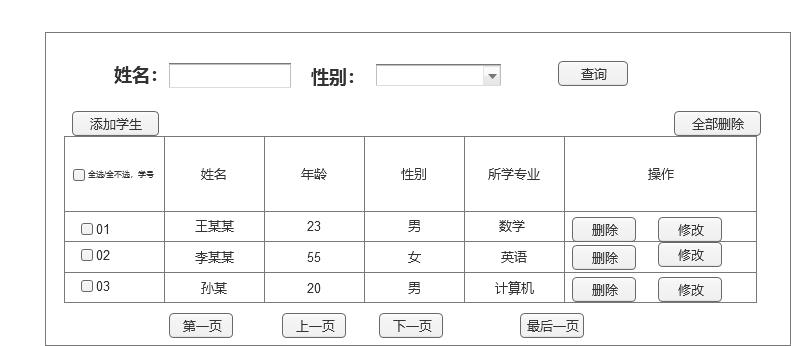 姓名： 性别： 查询
添加学生 全部删除
全选/全不选，学号 姓名 年龄 性别 所学专业 操作
01 王某某 23 男 数学 删除 修改
02 李某某 55 女 英语 删除 修改
03 孙某 20 男 计算机 删除 修改
第一页 上一页 下一页 最后一页